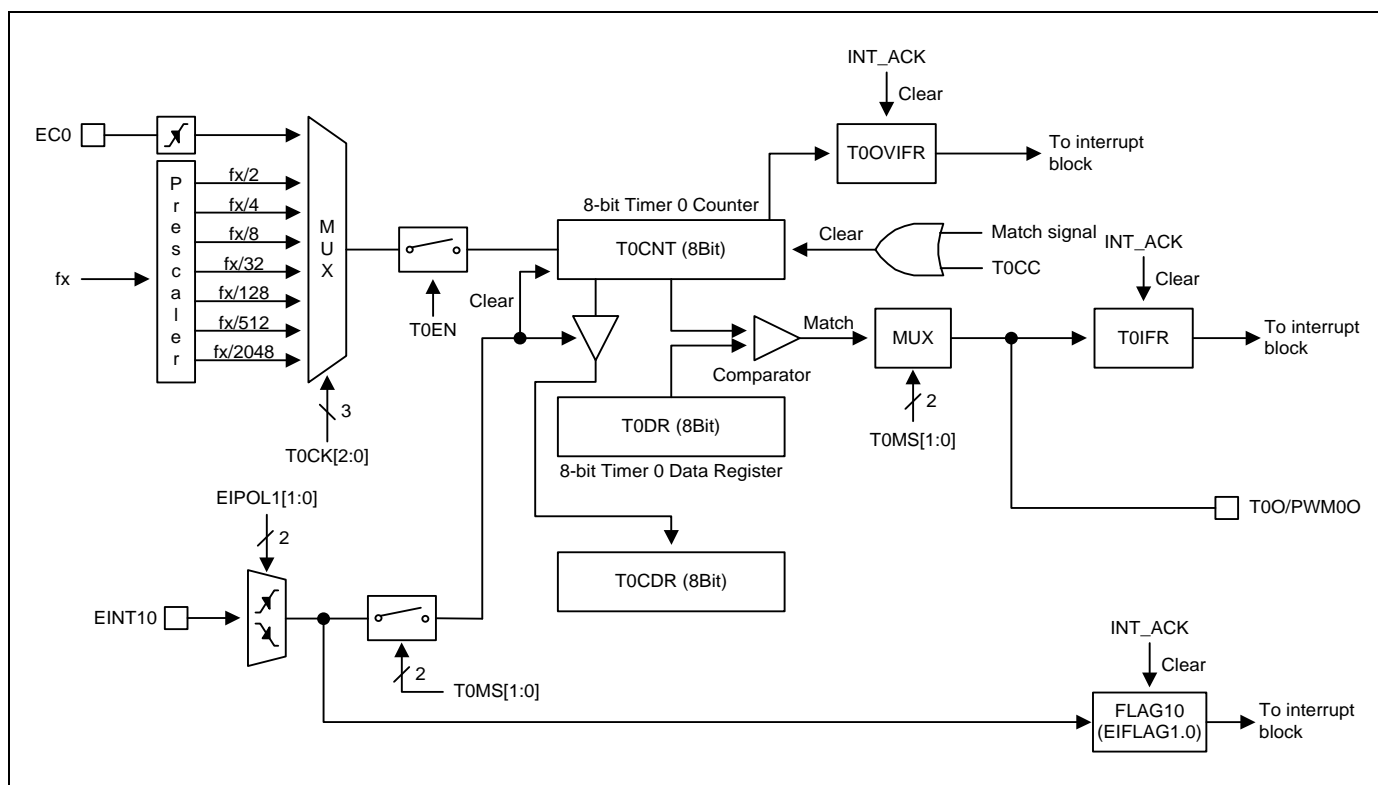 INT_ACK
Clear
EC0
T0OVIFR
To interrupt
block
Prescaler
fx/2
fx/4
fx/8
fx/32
fx/128
fx/512
fx/2048
fx
MUX
3
T0CK[2:0]
T0EN
8-bit Timer 0 Counter
T0CNT (8Bit)
Clear
Match signal
T0CC
INT_ACK
Clear
Clear
Match
Comparator
MUX
2
T0MS[1:0]
T0IFR
To interrupt
block
T0DR (8Bit)
8-bit Timer 0 Data Register
T0O/PWM0O
EIPOL1[1:0]
2
T0CDR (8Bit)
EINT10
2
T0MS[1:0]
INT_ACK
Clear
FLAG10
(EIFLAG1.0)
To interrupt
block